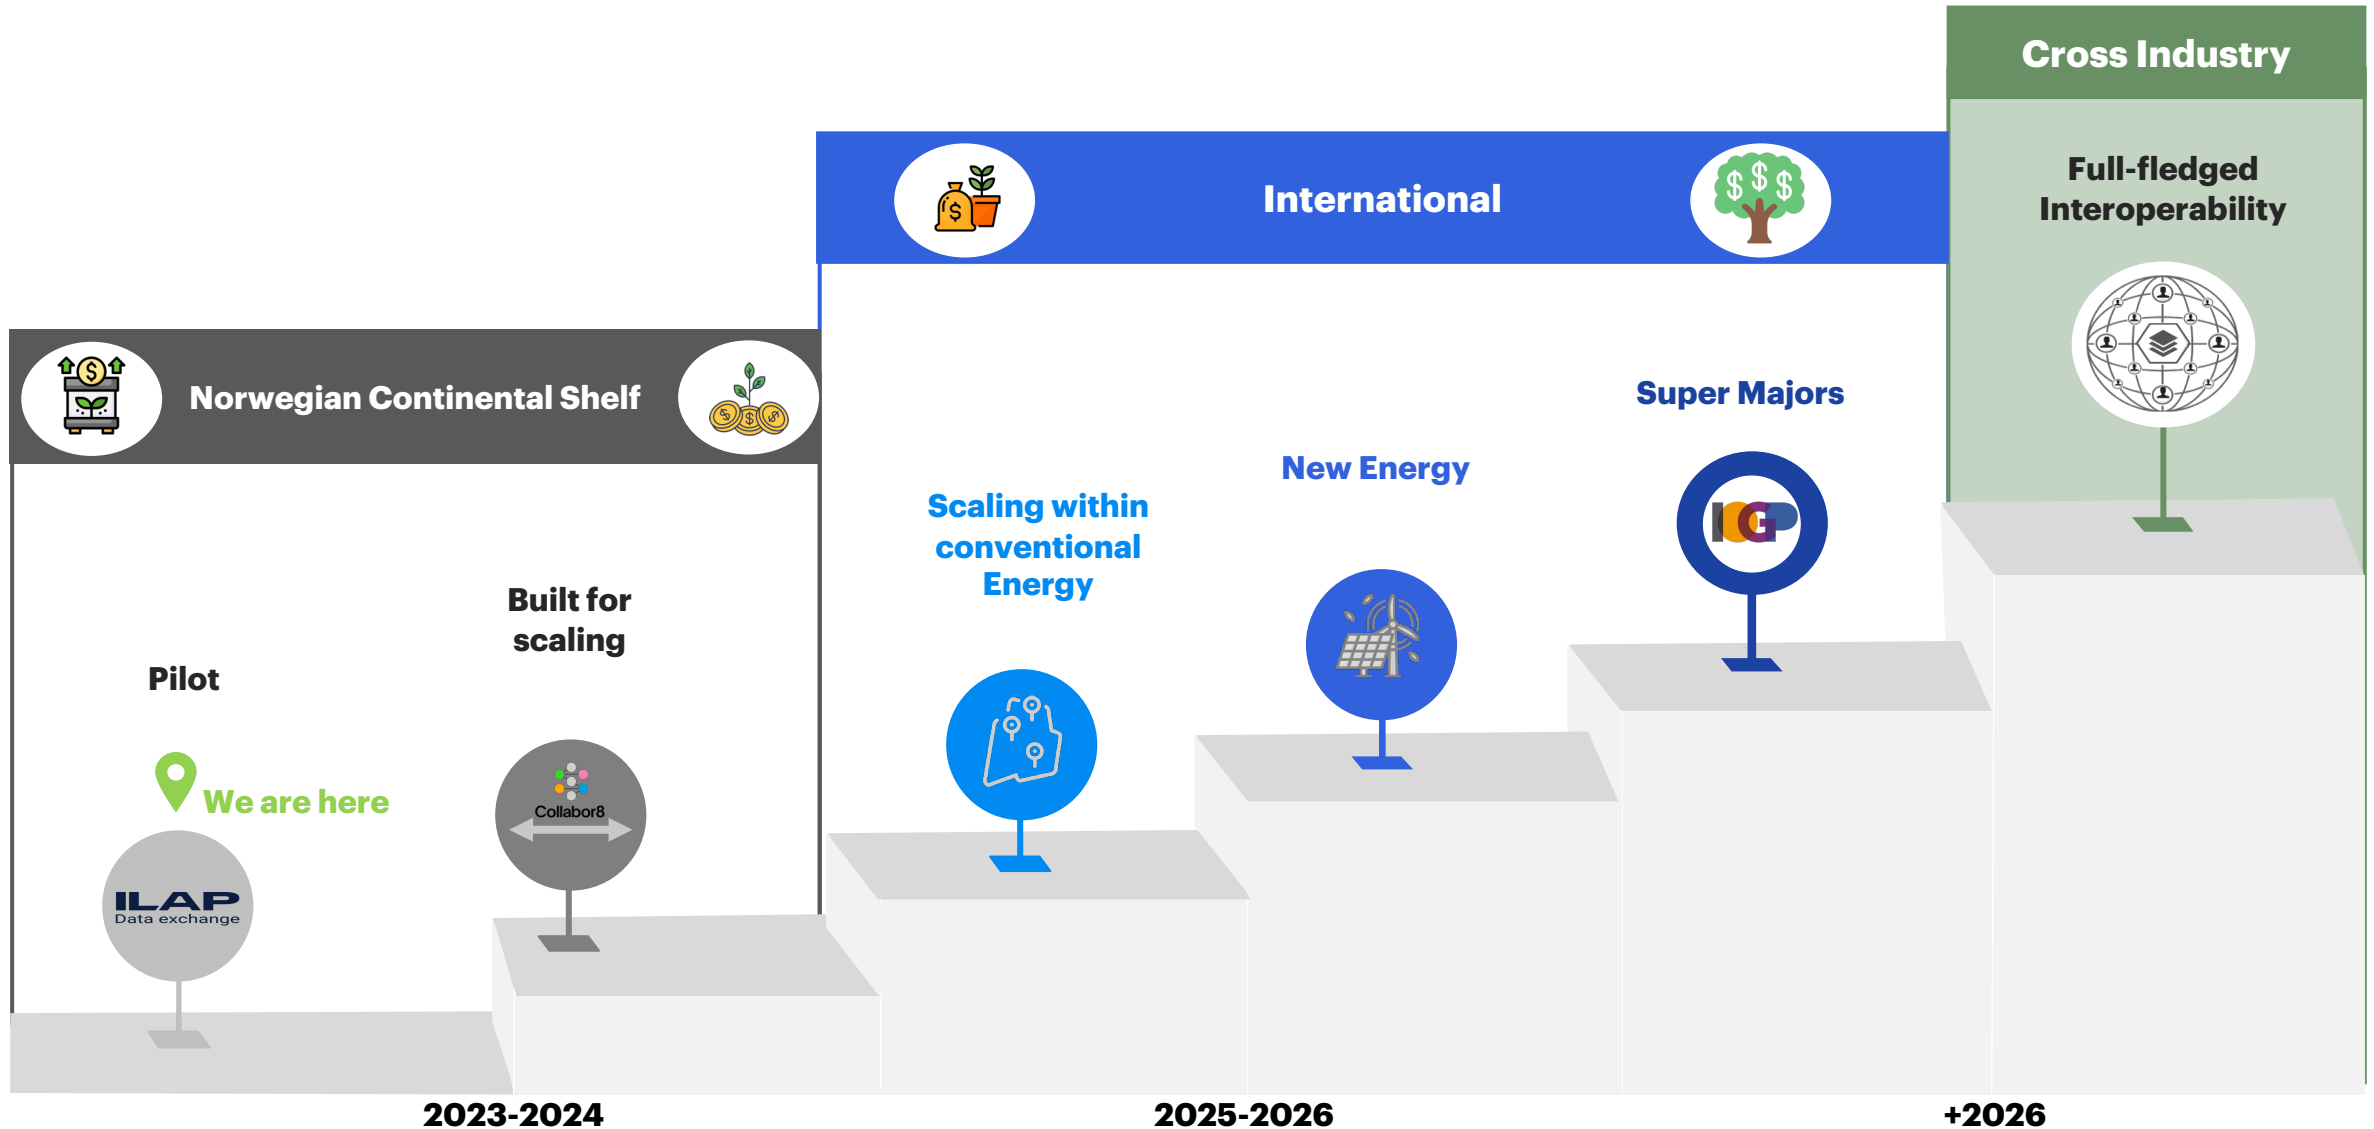 Cross Industry
Full-fledged
Interoperability
International
$
$ $ $
Norwegian Continental Shelf
$
$ $ $
Super Majors
IOGP
New Energy
Scaling within
conventional
Energy
Built for
scaling
Collabor8
Pilot
We are here
ILAP
Data exchange
2023-2024
2025-2026
+2026